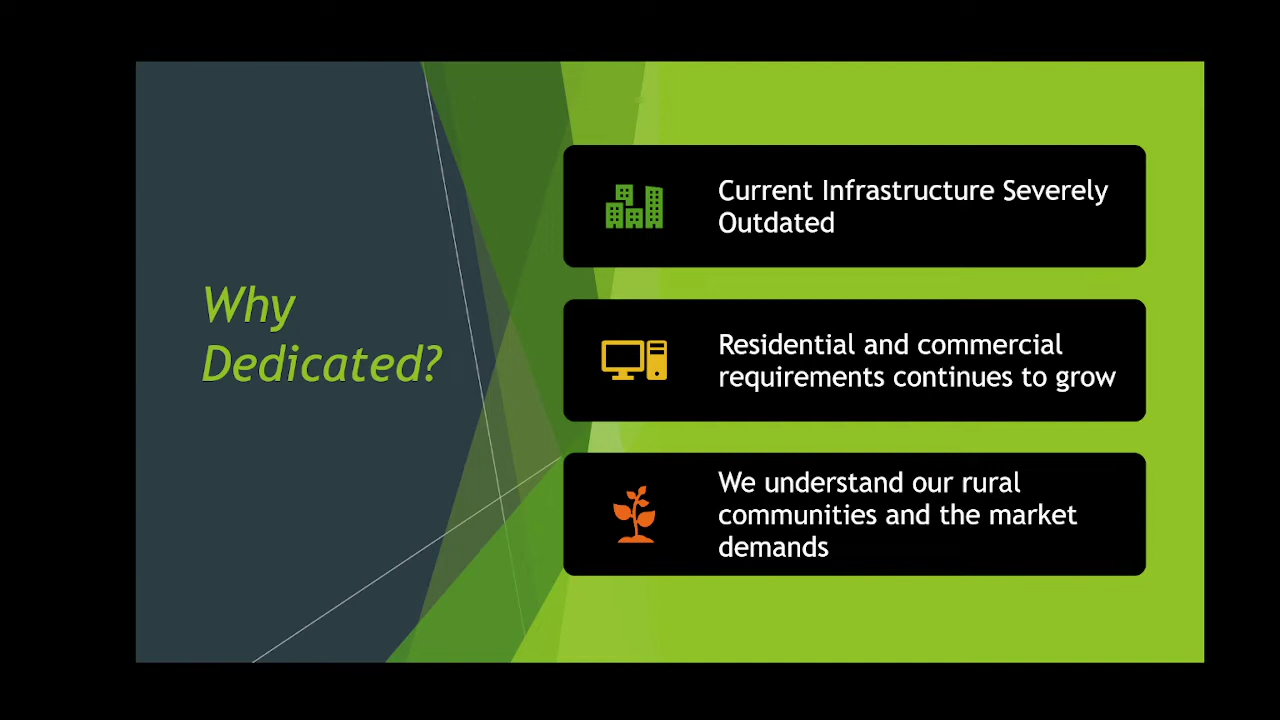 Why
Dedicated?
Current Infrastructure Severely
Outdated
Residential and commercial
requirements continues to grow
We understand our rural
communities and the market
demands